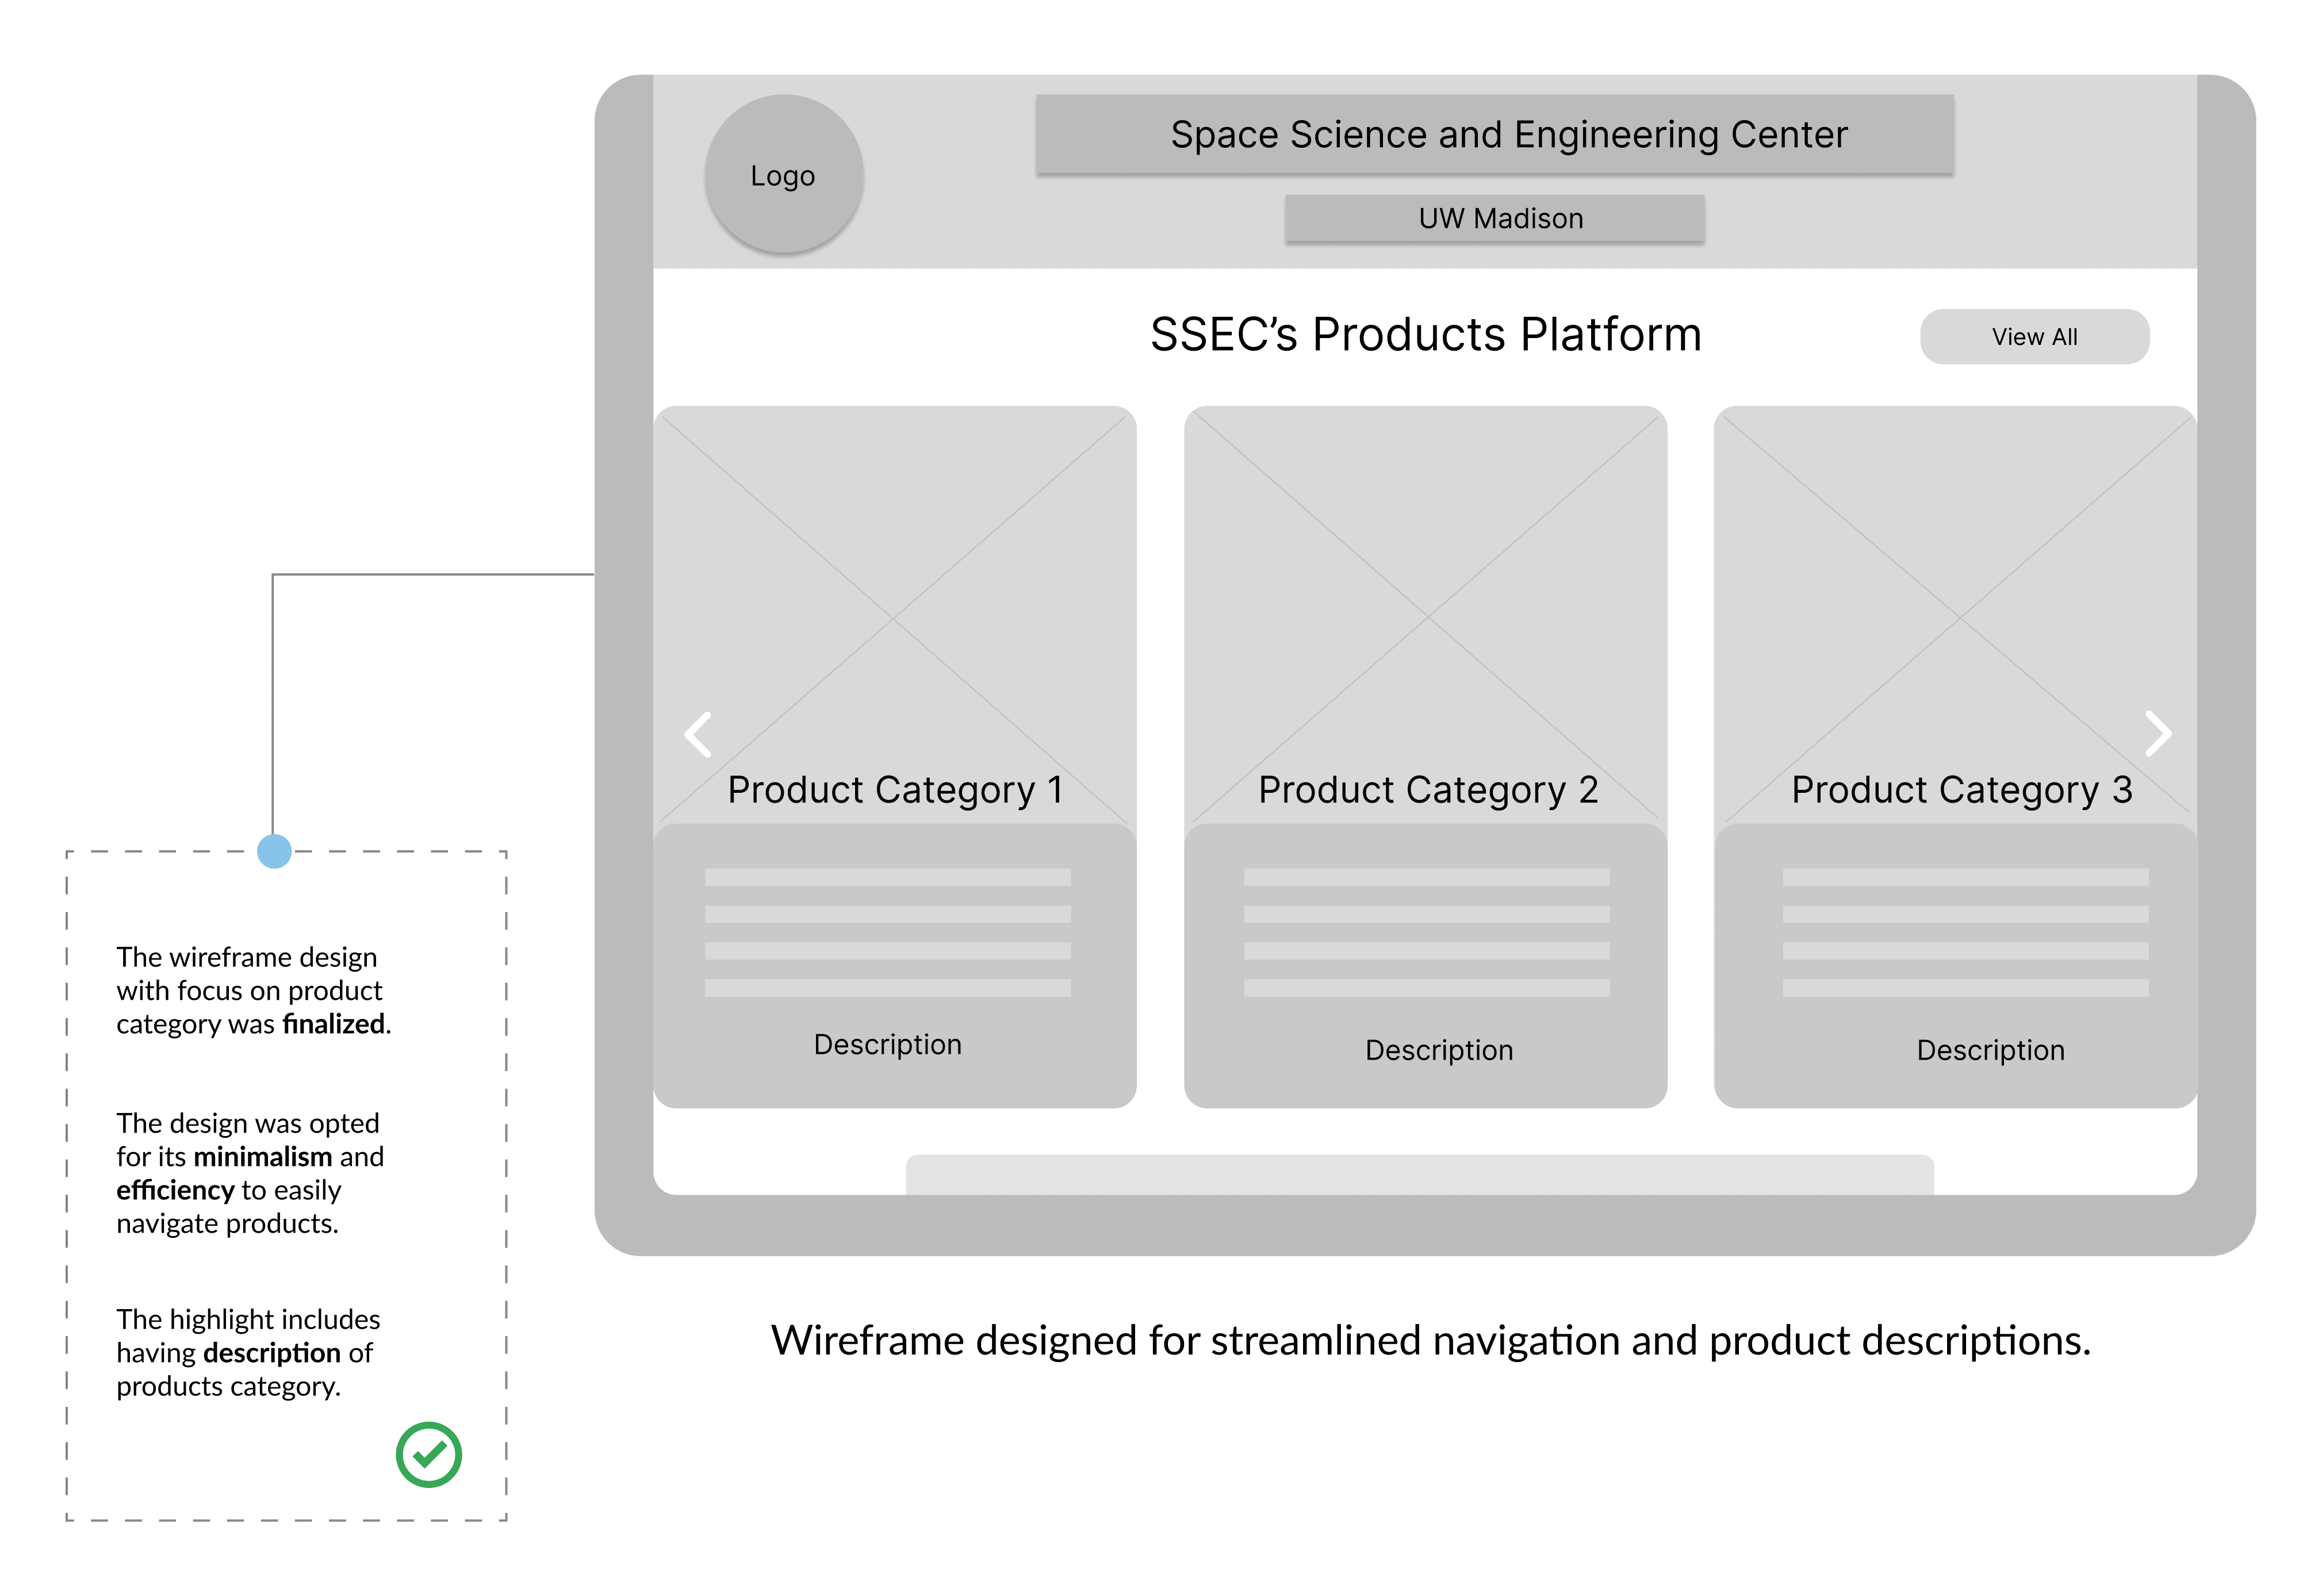 Logo
Space Science and Engineering Center
UW Madison
SSEC’s Products Platform
View All
Product Category 1
Product Category 2
Product Category 3
Description
Description
Description
The wireframe design
with focus on product
category was finalized.
The design was opted
for its minimalism and
efficiency to easily
navigate products.
The highlight includes
having description of
products category.
Wireframe designed for streamlined navigation and product descriptions.